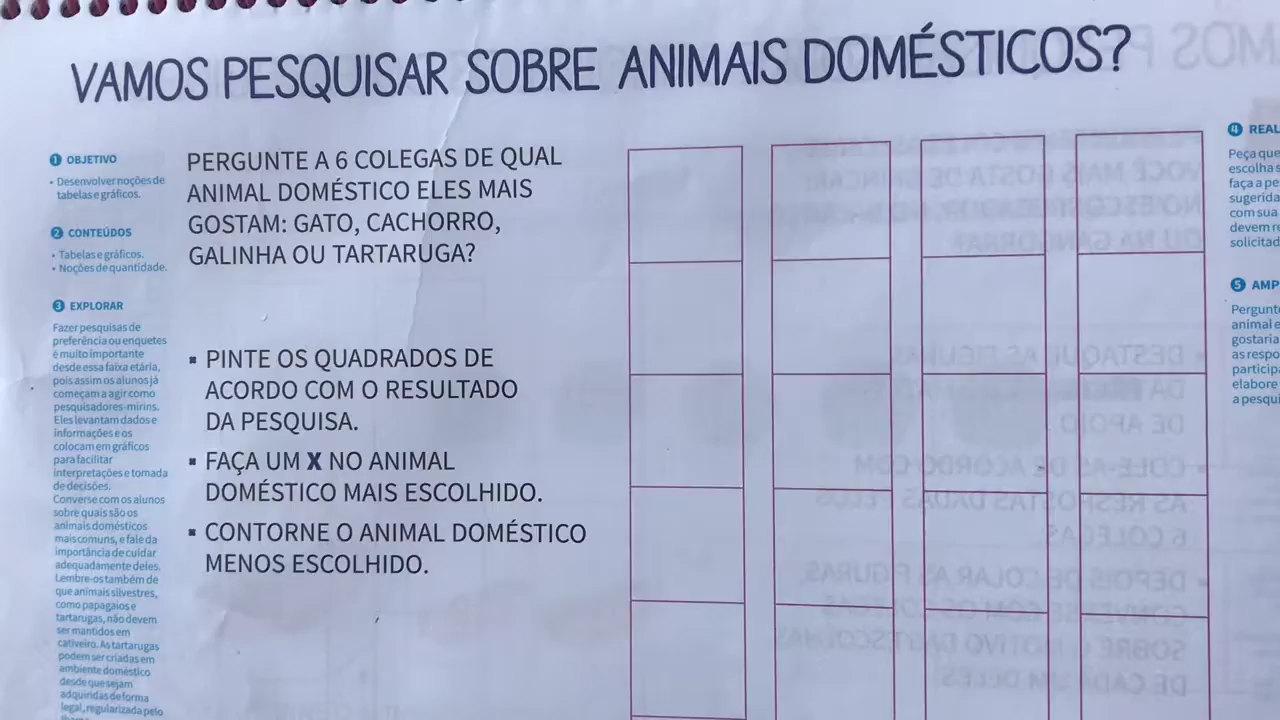 VAMOS PESQUISAR SOBRE ANIMAIS DOMÉSTICOS?
1 OBJETIVO
• Desenvolver noções de
tabelas e gráficos.
2 CONTEÚDOS
• Tabelas e gráficos.
• Noções de quantidade.
3 EXPLORAR
Fazer pesquisas de
preferência ou enquetes
é muito importante
desde essa faixa etária,
pois assim os alunos já
começam a agir como
pesquisadores-mirins.
Eles levantam dados e
informações e os
colocam em gráficos
para facilitar
interpretações e tomada
de decisões.
Converse com os alunos
sobre quais são os
animais domésticos
mais comuns, e fale da
importância de cuidar
adequadamente deles.
Lembre-os também de
que animais silvestres,
como papagaios e
tartarugas, não devem
ser mantidos em
cativeiro. As tartarugas
podem ser criadas em
ambiente doméstico
desde que sejam
adquiridas de forma
legal, regularizada pelo
PERGUNTE A 6 COLEGAS DE QUAL
ANIMAL DOMÉSTICO ELES MAIS
GOSTAM: GATO, CACHORRO,
GALINHA OU TARTARUGA?
▪ PINTE OS QUADRADOS DE
ACORDO COM O RESULTADO
DA PESQUISA.
▪ FAÇA UM X NO ANIMAL
DOMÉSTICO MAIS ESCOLHIDO.
▪ CONTORNE O ANIMAL DOMÉSTICO
MENOS ESCOLHIDO.
4 REAL
Peça que
escolha s
faça a pe
sugerida
com sua
devem re
solicitad
5 AMP
Pergunt
animal e
gostaria
as respo
participa
elabore
a pesqui